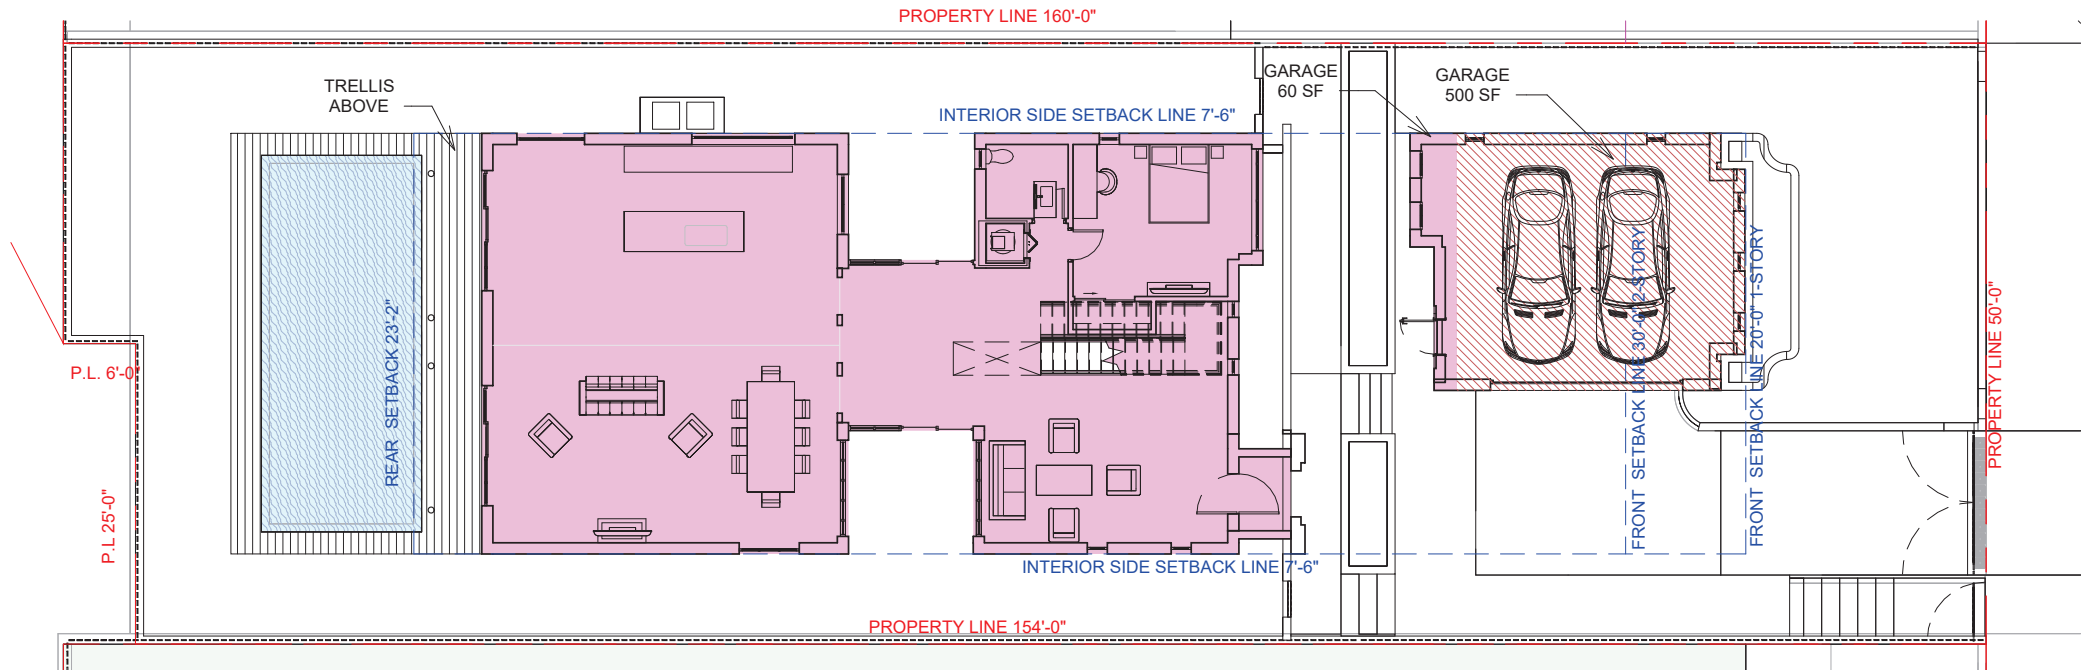 PROPERTY LINE 160'-0"
TRELLIS
ABOVE
GARAGE
60 SF
GARAGE
500 SF
INTERIOR SIDE SETBACK LINE 7'-6"
REAR SETBACK 23'-2"
P.L. 6'-0"
P.L 25'-0"
FRONT SETBACK LINE 30'-0" 2-STORY
FRONT SETBACK LINE 20'-0" 1-STORY
PROPERTY LINE 50'-0"
INTERIOR SIDE SETBACK LINE 7'-6"
PROPERTY LINE 154'-0"